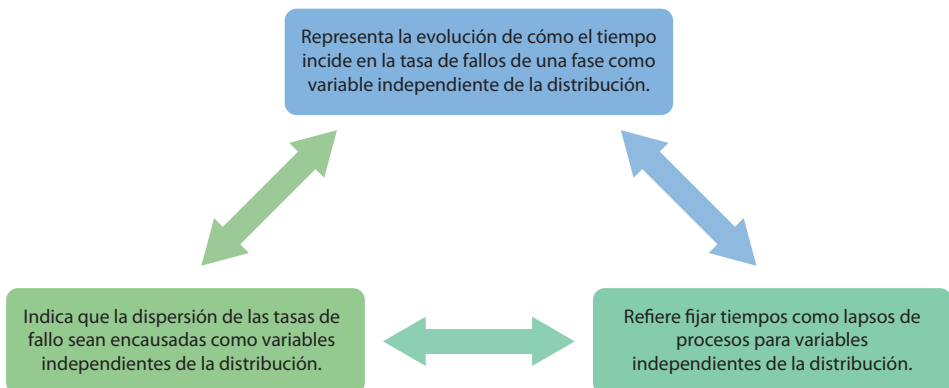 Representa la evolución de cómo el tiempo
incide en la tasa de fallos de una fase como
variable independiente de la distribución.
Indica que la dispersión de las tasas de
fallo sean encausadas como variables
independientes de la distribución.
Refiere fijar tiempos como lapsos de
procesos para variables
independientes de la distribución.